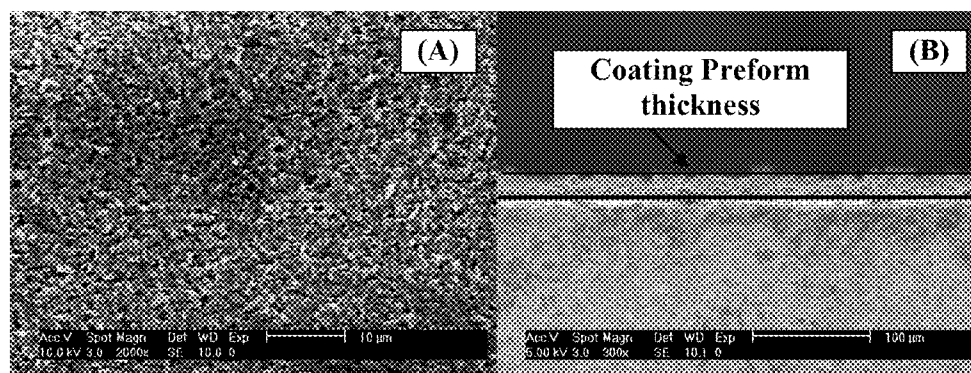 (A)
Acc.V Spot Magn Det WD Exp 10 µm
10.0 kV 3.0 2000x SE 10.0 0
(B)
Coating Preform
thickness
Acc.V Spot Magn Det WD Exp 100 µm
5.00 kV 3.0 300x SE 10.1 0